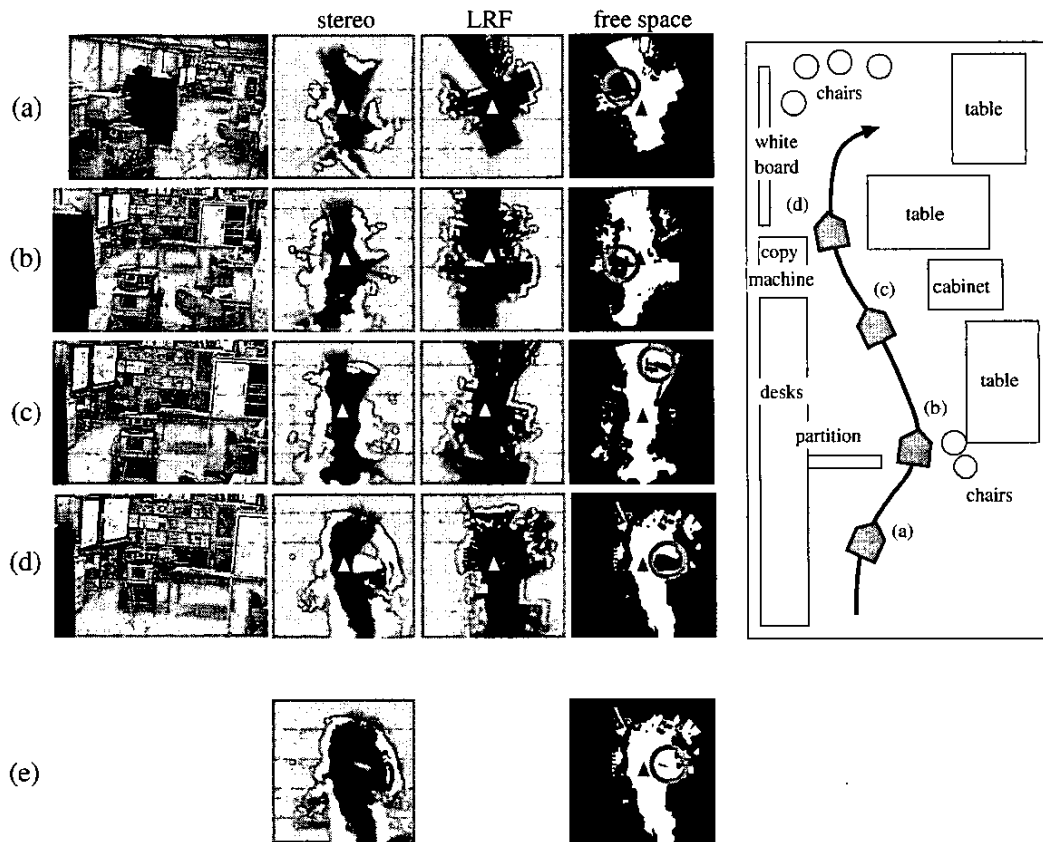 stereo LRF free space
(a)
(b)
(c)
(d)
(e)
chairs
table
white
board
(d)
table
copy
machine
(c)
cabinet
desks
table
(b)
partition
chairs
(a)